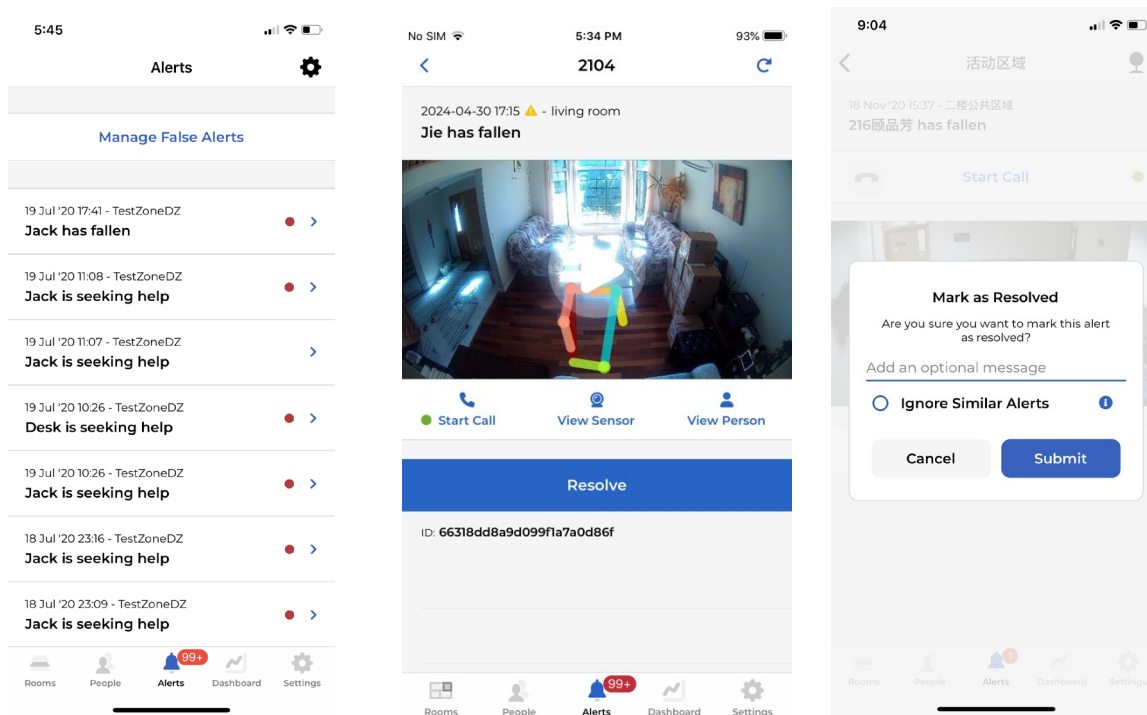 5:45
Alerts
Manage False Alerts
19 Jul '20 17:41 - TestZoneDZ
Jack has fallen
19 Jul '20 11:08 - TestZoneDZ
Jack is seeking help
19 Jul '20 11:07 - TestZoneDZ
Jack is seeking help
19 Jul '20 10:26 - TestZoneDZ
Desk is seeking help
19 Jul '20 10:26 - TestZoneDZ
Jack is seeking help
18 Jul '20 23:16 - TestZoneDZ
Jack is seeking help
18 Jul '20 23:09 - TestZoneDZ
Jack is seeking help
99+
Rooms People Alerts Dashboard Settings
No SIM 5:34 PM 93%
2104
2024-04-30 17:15 ⚠ - living room
Jie has fallen
Start Call View Sensor View Person
Resolve
ID: 66318dd8a9d099f1a7a0d86f
99+
Rooms People Alerts Dashboard Settings
9:04
活动区域
18 Nov '20 15:37 - 二楼公共区域
216顾品芳 has fallen
Start Call
Mark as Resolved
Are you sure you want to mark this alert
as resolved?
Add an optional message
Ignore Similar Alerts
Cancel Submit
1
Rooms People Alerts Dashboard Settings